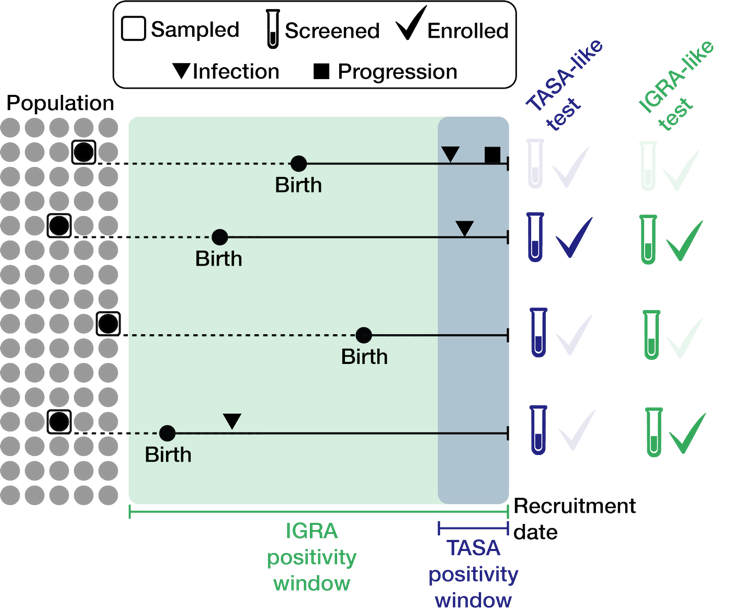 Sampled Screened Enrolled
Infection Progression
Population
TASA-like
test
IGRA-like
test
Birth
Birth
Birth
Birth
Recruitment
date
IGRA
positivity
window
TASA
positivity
window